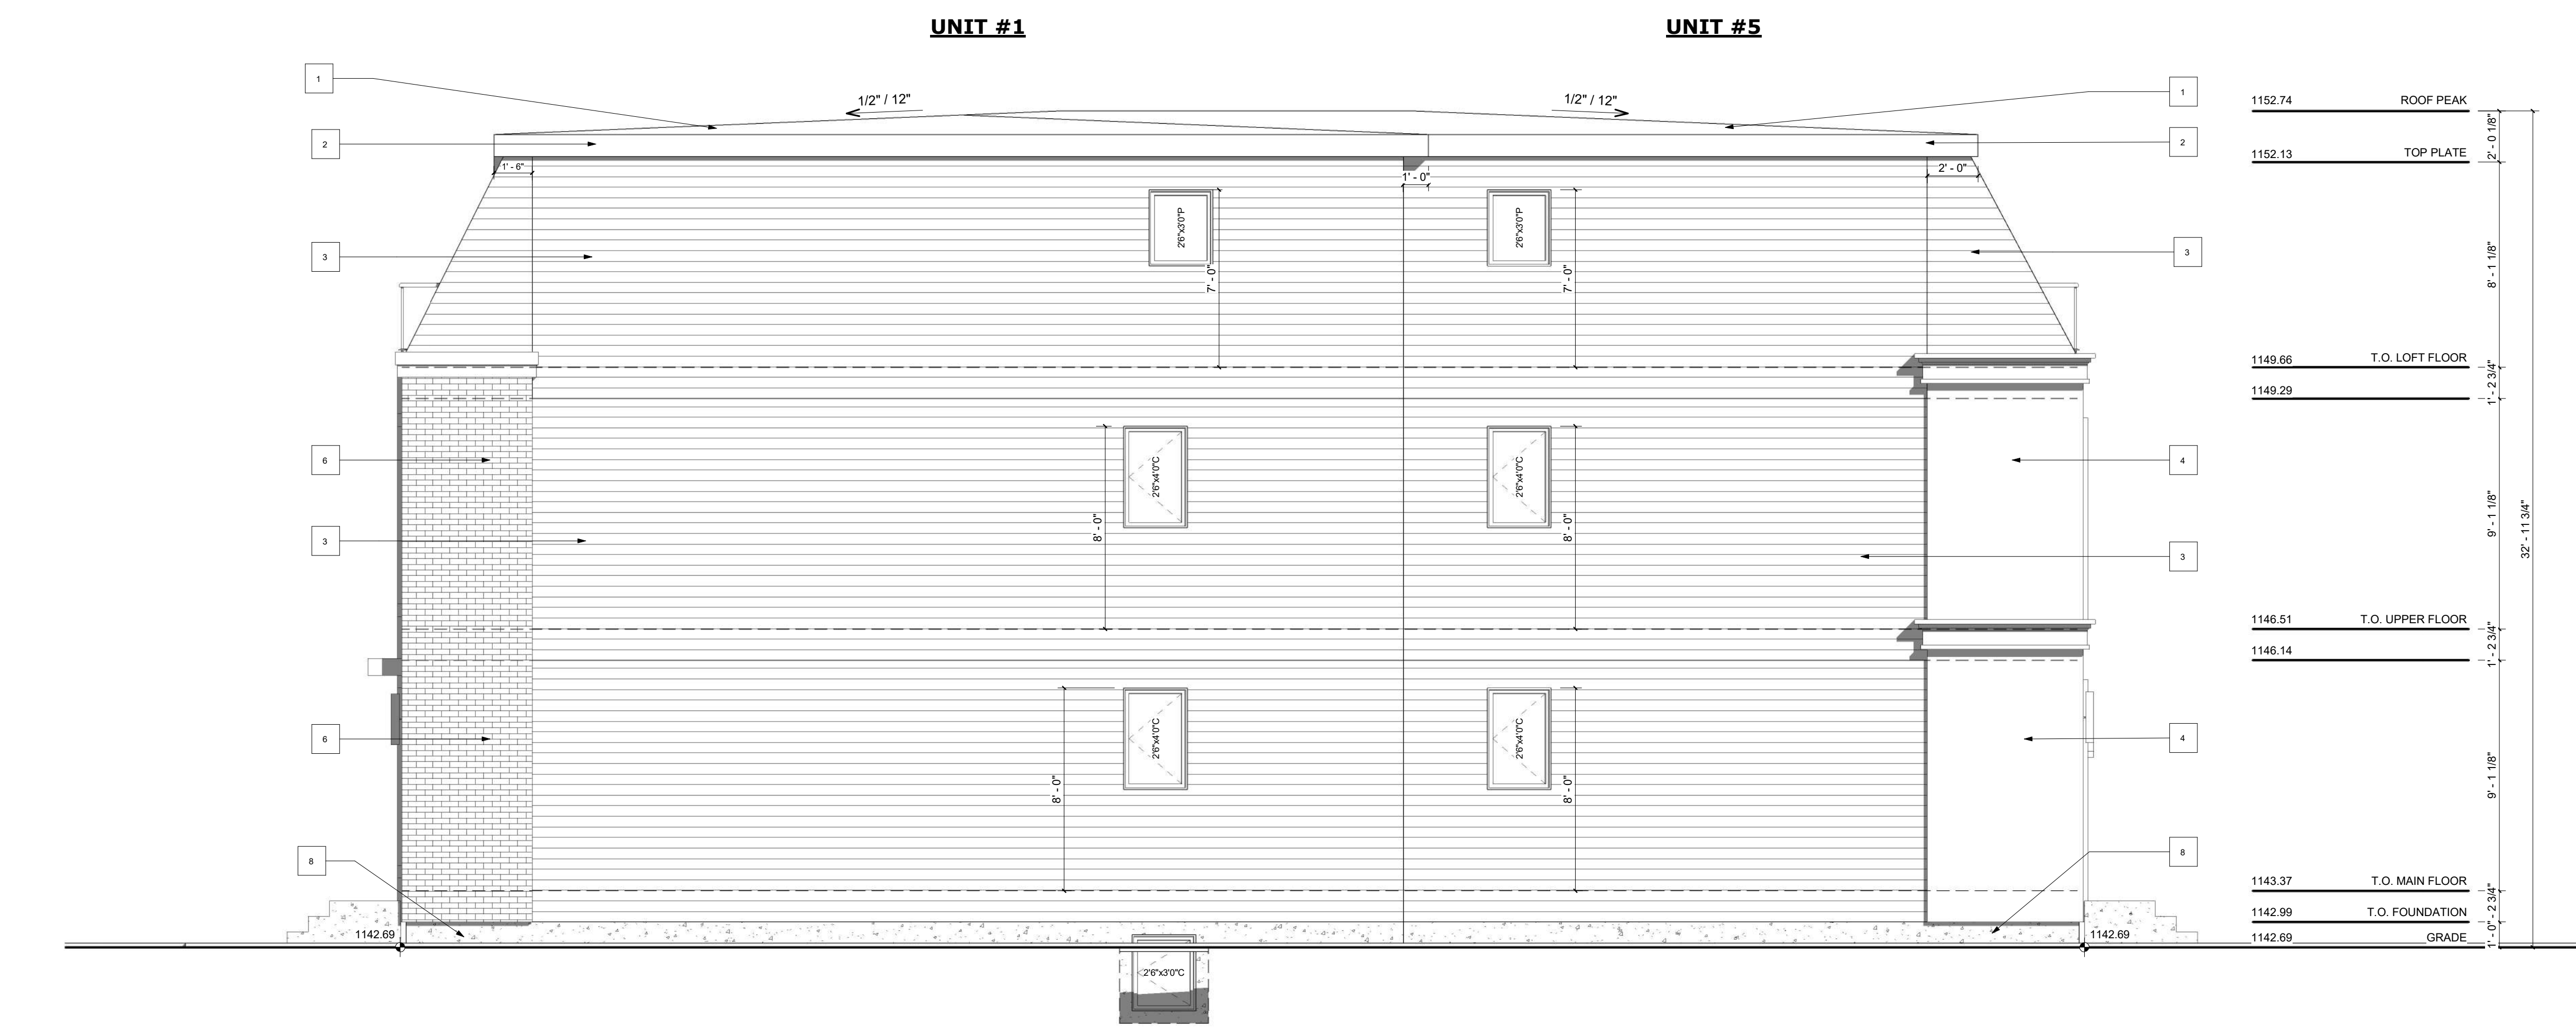 UNIT #1
UNIT #5
1
1/2" / 12"
1/2" / 12"
1
1152.74 ROOF PEAK
2
2
2' - 0 1/8"
1152.13 TOP PLATE
1' - 6"
1' - 0"
2' - 0"
2'6"x3'0"P
2'6"x3'0"P
3
3
8' - 1 1/8"
7' - 0"
7' - 0"
1149.66 T.O. LOFT FLOOR
1' - 2 3/4"
1149.29
6
2'6"x4'0"C
2'6"x4'0"C
4
9' - 1 1/8"
32' - 11 3/4"
8' - 0"
8' - 0"
3
3
1146.51 T.O. UPPER FLOOR
1' - 2 3/4"
1146.14
6
2'6"x4'0"C
2'6"x4'0"C
4
9' - 1 1/8"
8' - 0"
8' - 0"
8
8
1143.37 T.O. MAIN FLOOR
1' - 2 3/4"
1142.99 T.O. FOUNDATION
1142.69
1142.69
1142.69 GRADE
1' - 0"
2'6"x3'0"C